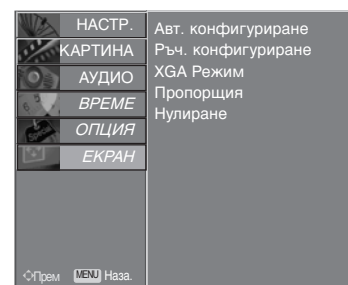 НАСТР.
КАРТИНА
АУДИО
ВРЕМЕ
ОПЦИЯ
ЕКРАН
Авт. конфигуриране
Ръч. конфигуриране
XGA Режим
Пропорция
Нулиране
Прем MENU Наза.